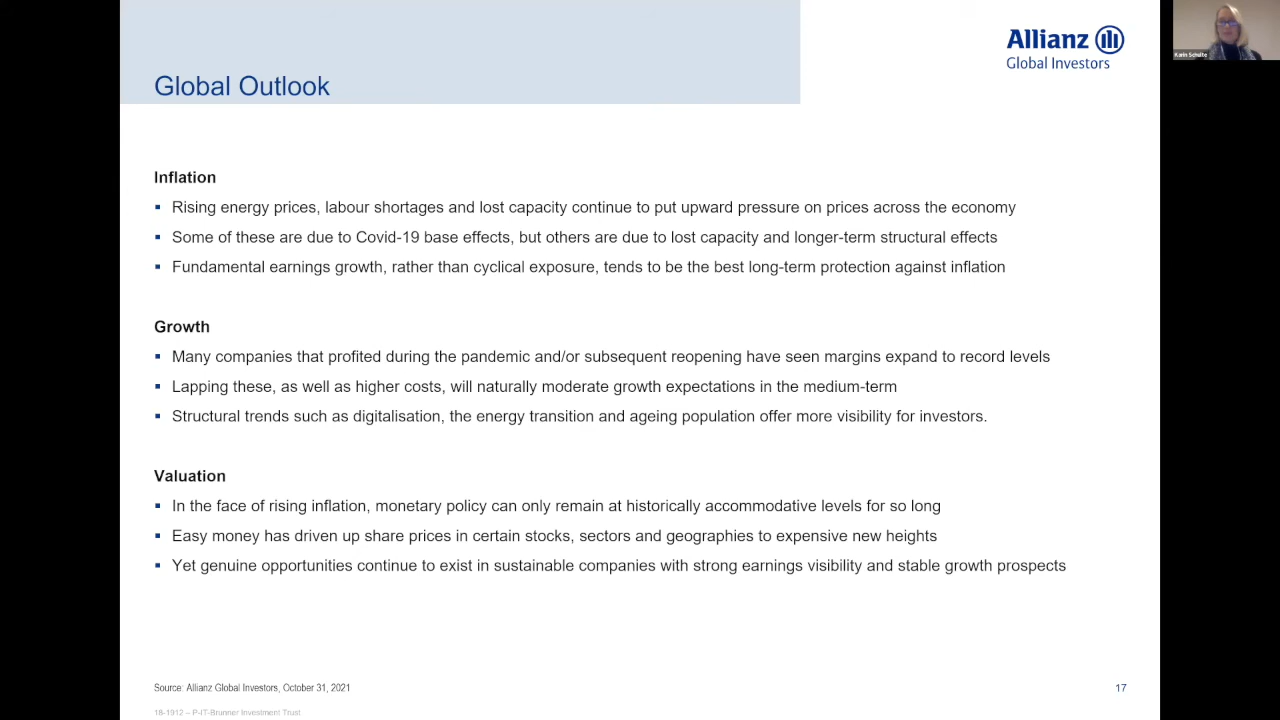 Allianz
Global Investors
Karin Schulte
Global Outlook
Inflation
▪ Rising energy prices, labour shortages and lost capacity continue to put upward pressure on prices across the economy
▪ Some of these are due to Covid-19 base effects, but others are due to lost capacity and longer-term structural effects
▪ Fundamental earnings growth, rather than cyclical exposure, tends to be the best long-term protection against inflation
Growth
▪ Many companies that profited during the pandemic and/or subsequent reopening have seen margins expand to record levels
▪ Lapping these, as well as higher costs, will naturally moderate growth expectations in the medium-term
▪ Structural trends such as digitalisation, the energy transition and ageing population offer more visibility for investors.
Valuation
▪ In the face of rising inflation, monetary policy can only remain at historically accommodative levels for so long
▪ Easy money has driven up share prices in certain stocks, sectors and geographies to expensive new heights
▪ Yet genuine opportunities continue to exist in sustainable companies with strong earnings visibility and stable growth prospects
Source: Allianz Global Investors, October 31, 2021
17
18-1912 – P-IT-Brunner Investment Trust